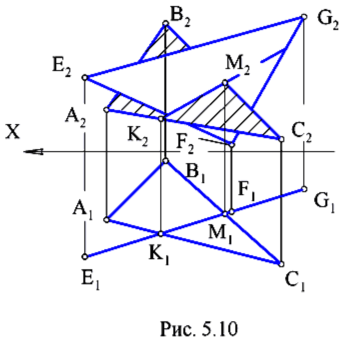 B₂
G₂
E₂
M₂
A₂
K₂
F₂
C₂
X
B₁
F₁
G₁
A₁
M₁
K₁
E₁
C₁
Рис. 5.10